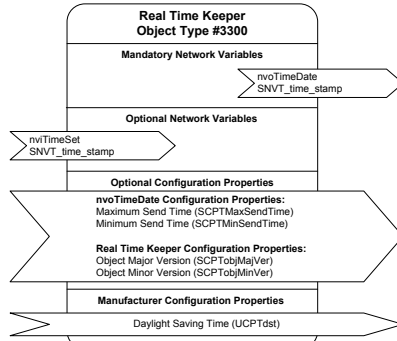 Real Time Keeper
Object Type #3300
Mandatory Network Variables
nvoTimeDate
SNVT_time_stamp
Optional Network Variables
nviTimeSet
SNVT_time_stamp
Optional Configuration Properties
nvoTimeDate Configuration Properties:
Maximum Send Time (SCPTMaxSendTime)
Minimum Send Time (SCPTMinSendTime)
Real Time Keeper Configuration Properties:
Object Major Version (SCPTobjMajVer)
Object Minor Version (SCPTobjMinVer)
Manufacturer Configuration Properties
Daylight Saving Time (UCPTdst)